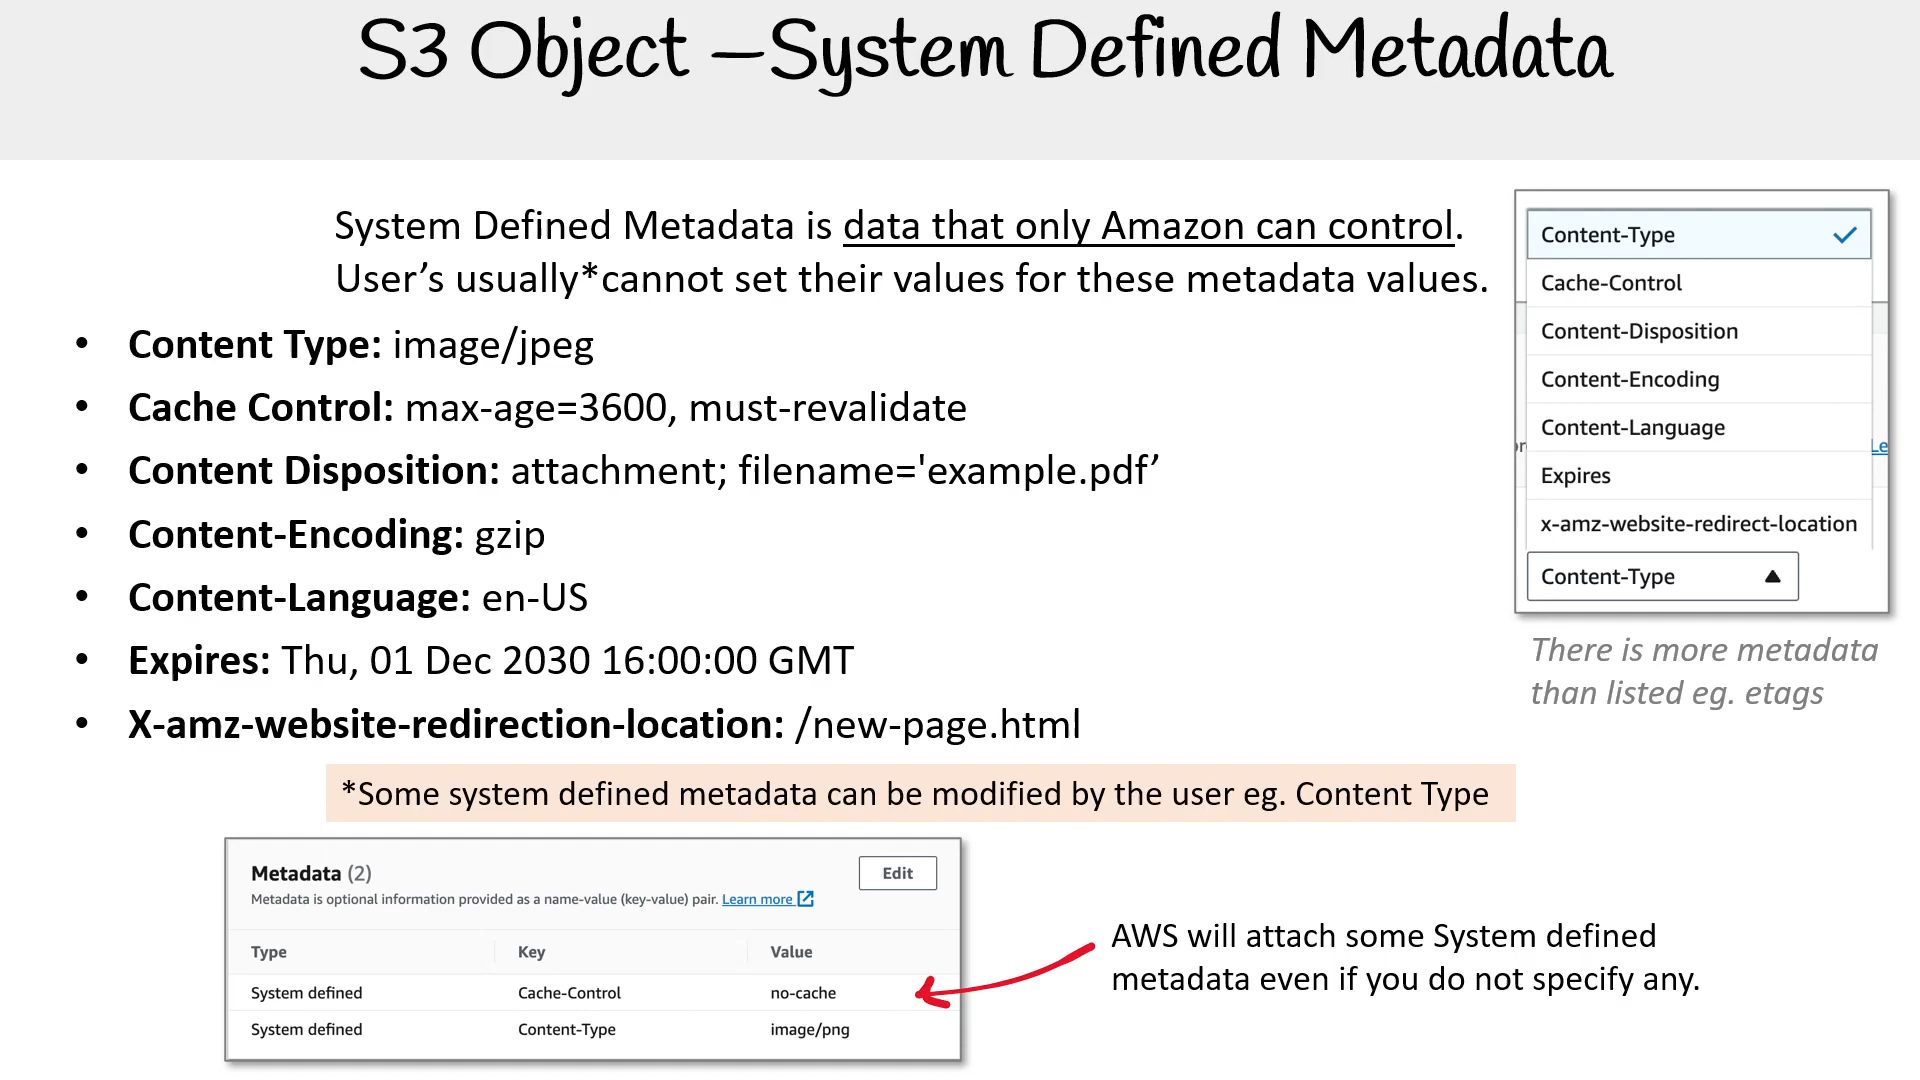 S3 Object –System Defined Metadata
System Defined Metadata is data that only Amazon can control.
User’s usually*cannot set their values for these metadata values.
• Content Type: image/jpeg
• Cache Control: max-age=3600, must-revalidate
• Content Disposition: attachment; filename='example.pdf’
• Content-Encoding: gzip
• Content-Language: en-US
• Expires: Thu, 01 Dec 2030 16:00:00 GMT
• X-amz-website-redirection-location: /new-page.html
Content-Type
Cache-Control
Content-Disposition
Content-Encoding
Content-Language
Expires
x-amz-website-redirect-location
Content-Type
There is more metadata
than listed eg. etags
*Some system defined metadata can be modified by the user eg. Content Type
Metadata (2)
Edit
Metadata is optional information provided as a name-value (key-value) pair. Learn more
Type Key Value
System defined Cache-Control no-cache
System defined Content-Type image/png
AWS will attach some System defined
metadata even if you do not specify any.